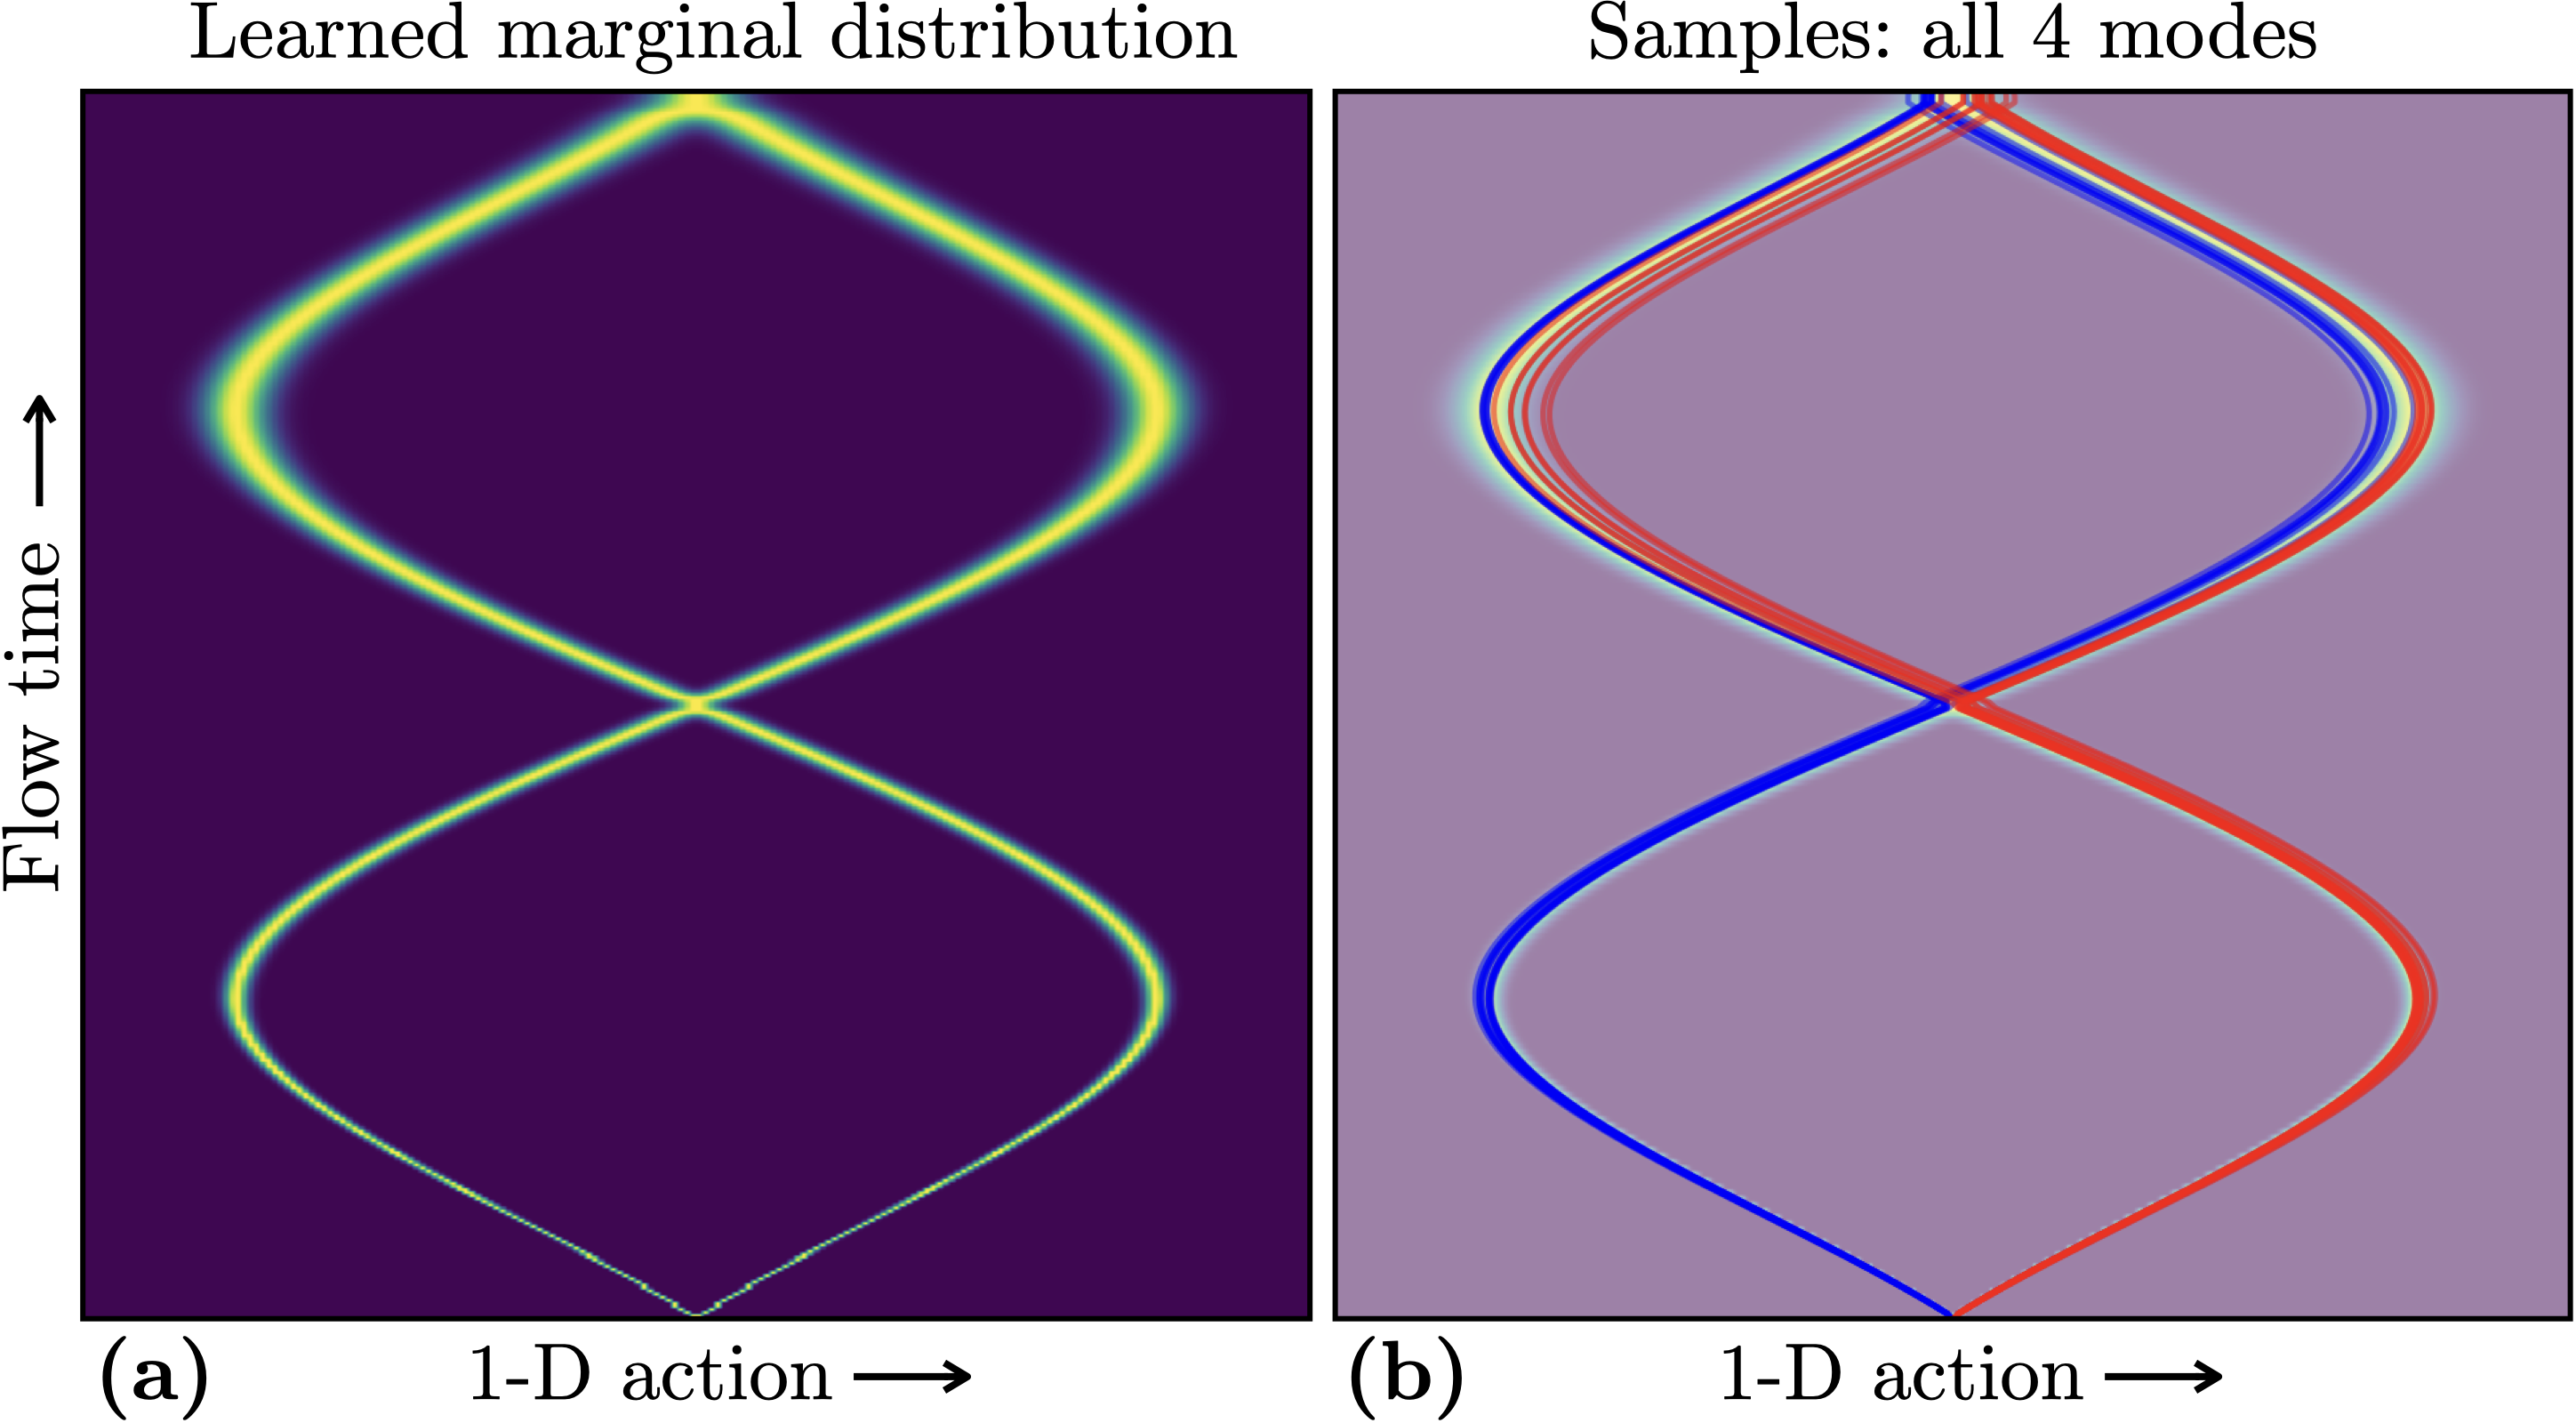 Learned marginal distribution
Samples: all 4 modes
Flow time ⟶
(a)
1-D action ⟶
(b)
1-D action ⟶